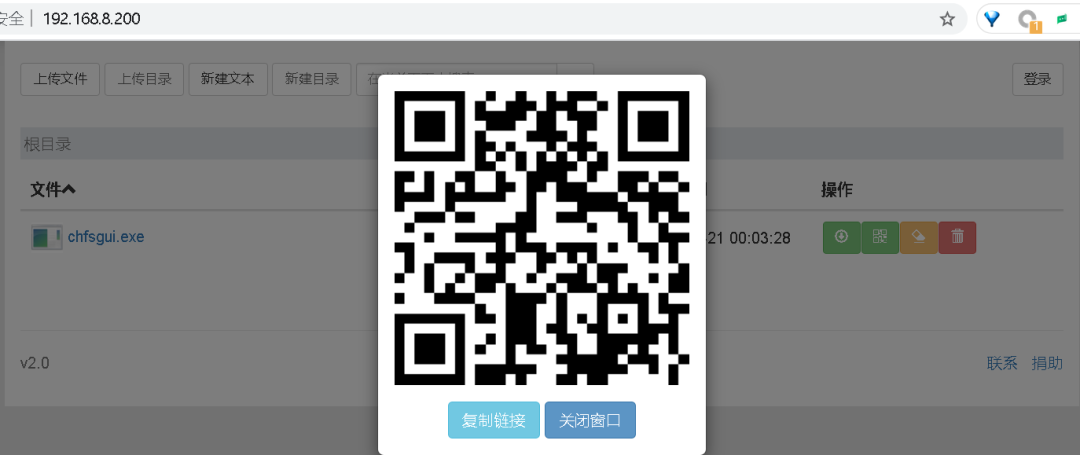 安全 | 192.168.8.200
上传文件 上传目录 新建文本 新建目录 登录
根目录
文件 操作
chfsgui.exe 21 00:03:28
v2.0 联系 捐助
复制链接 关闭窗口